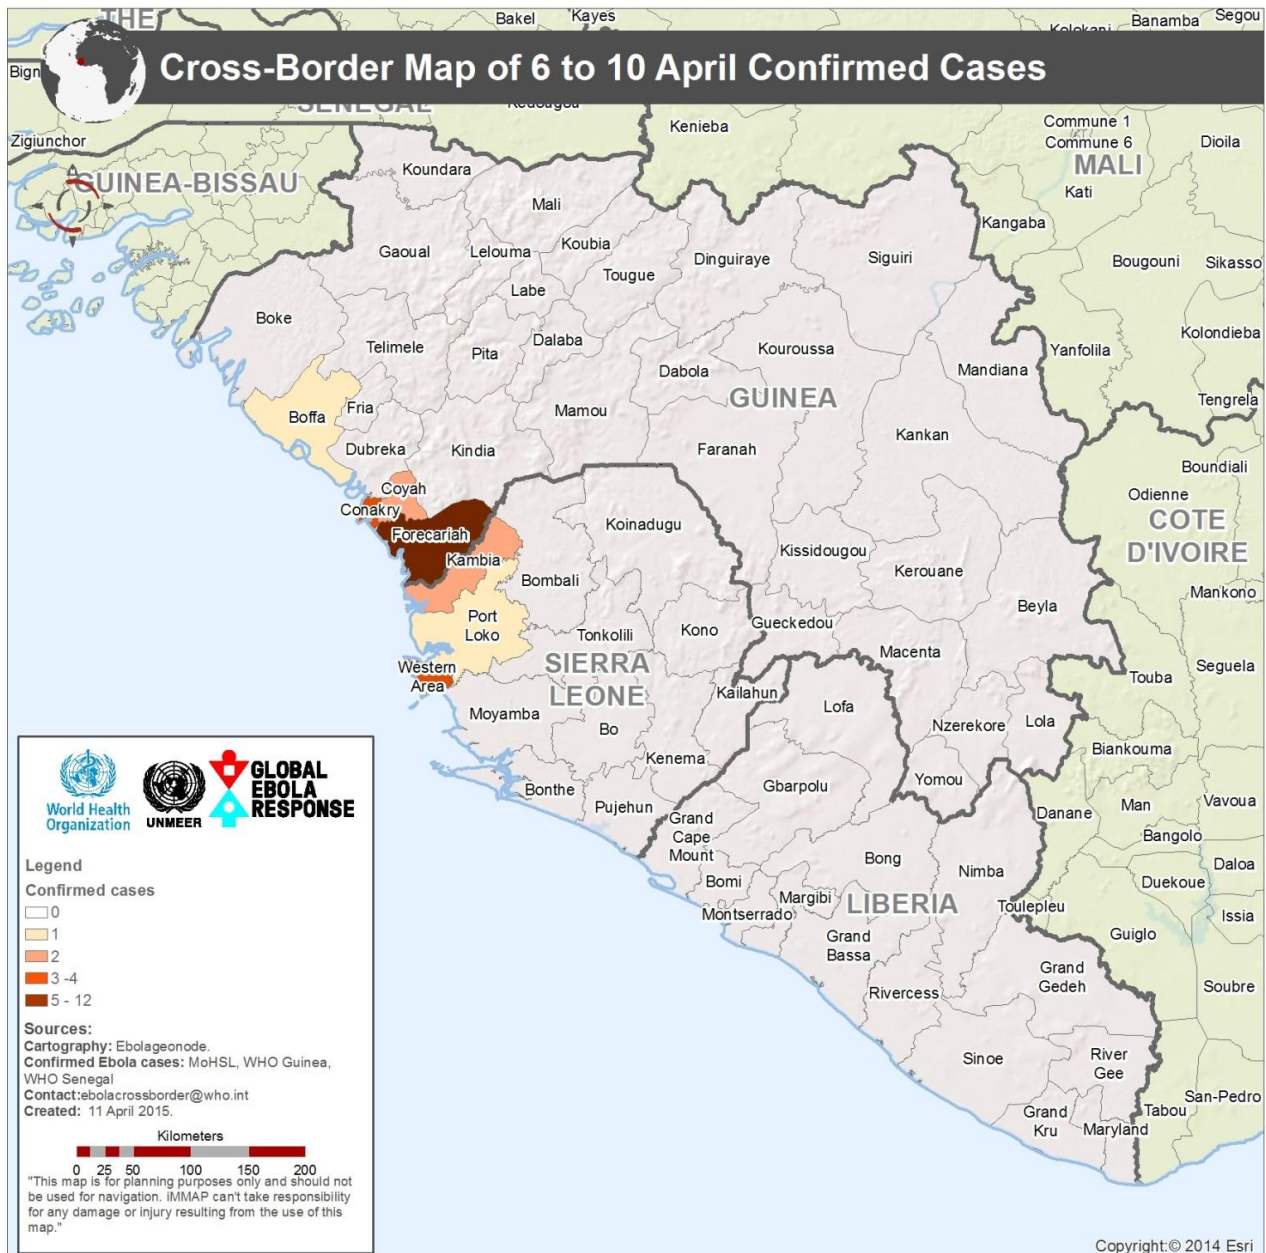 THE
Bakel
Kayes
Kolokani
Banamba
Segou
Bign
Cross-Border Map of 6 to 10 April Confirmed Cases
SENEGAL
Kedougou
Kenieba
Commune 1
Commune 6
Dioila
MALI
Kati
Kangaba
Zigiunchor
GUINEA-BISSAU
Koundara
Mali
Gaoual
Lelouma
Koubia
Tougue
Dinguiraye
Siguiri
Bougouni
Sikasso
Labe
Boke
Telimele
Pita
Dalaba
Kouroussa
Dabola
Mandiana
Yanfolila
Kolondieba
Tengrela
GUINEA
Boffa
Fria
Mamou
Dubreka
Kindia
Faranah
Kankan
Boundiali
Odienne
COTE
D'IVOIRE
Coyah
Conakry
Forecariah
Kambia
Koinadugu
Kissidougou
Kerouane
Beyla
Mankono
Bombali
Port
Loko
Tonkolili
Kono
Gueckedou
Macenta
SIERRA
LEONE
Western
Area
Kailahun
Touba
Seguela
Moyamba
Bo
Lofa
Nzerekore
Lola
Biankouma
Kenema
Yomou
Gbarpolu
Bonthe
Pujehun
Grand
Cape
Mount
Danane
Man
Vavoua
Bangolo
Bong
Nimba
Daloa
Bomi
Margibi
Montserrado
LIBERIA
Toulepleu
Duekoue
Issia
Guiglo
Grand
Bassa
Rivercess
Grand
Gedeh
Soubre
Sinoe
River
Gee
Grand
Kru
Maryland
Tabou
San-Pedro
World Health
Organization
UNMEER
GLOBAL
EBOLA
RESPONSE
Legend
Confirmed cases
0
1
2
3 -4
5 - 12
Sources:
Cartography: Ebolageonode.
Confirmed Ebola cases: MoHSL, WHO Guinea,
WHO Senegal
Contact:ebolacrossborder@who.int
Created: 11 April 2015.
Kilometers
0 25 50 100 150 200
"This map is for planning purposes only and should not
be used for navigation. iMMAP can't take responsibility
for any damage or injury resulting from the use of this
map."
Copyright:© 2014 Esri